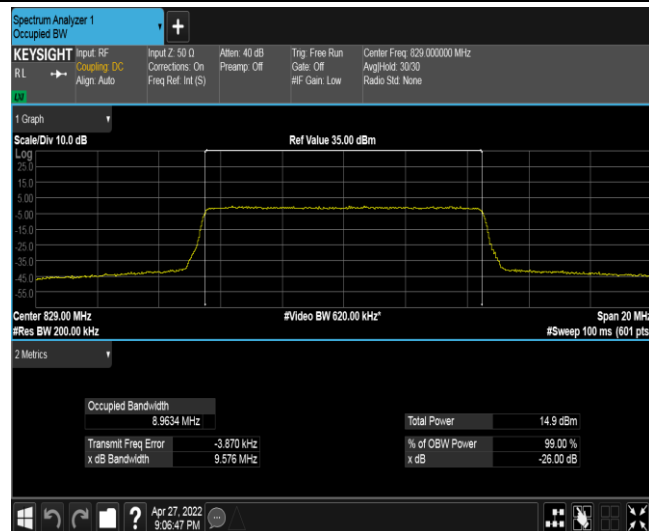 Spectrum Analyzer 1
Occupied BW
+
KEYSIGHT Input: RF Input Z: 50 Ω Atten: 40 dB Trig: Free Run Center Freq: 829.000000 MHz
RL Coupling: DC Corrections: On Preamp: Off Gate: Off Avg|Hold: 30/30
Align: Auto Freq Ref: Int (S) #IF Gain: Low Radio Std: None
1 Graph
Scale/Div 10.0 dB Ref Value 35.00 dBm
Log
25.0
15.0
5.00
-5.00
-15.0
-25.0
-35.0
-45.0
-55.0
Center 829.00 MHz #Video BW 620.00 kHz* Span 20 MHz
#Res BW 200.00 kHz #Sweep 100 ms (601 pts
2 Metrics
Occupied Bandwidth
8.9634 MHz Total Power 14.9 dBm
Transmit Freq Error -3.870 kHz % of OBW Power 99.00 %
x dB Bandwidth 9.576 MHz x dB -26.00 dB
? Apr 27, 2022
9:06:47 PM